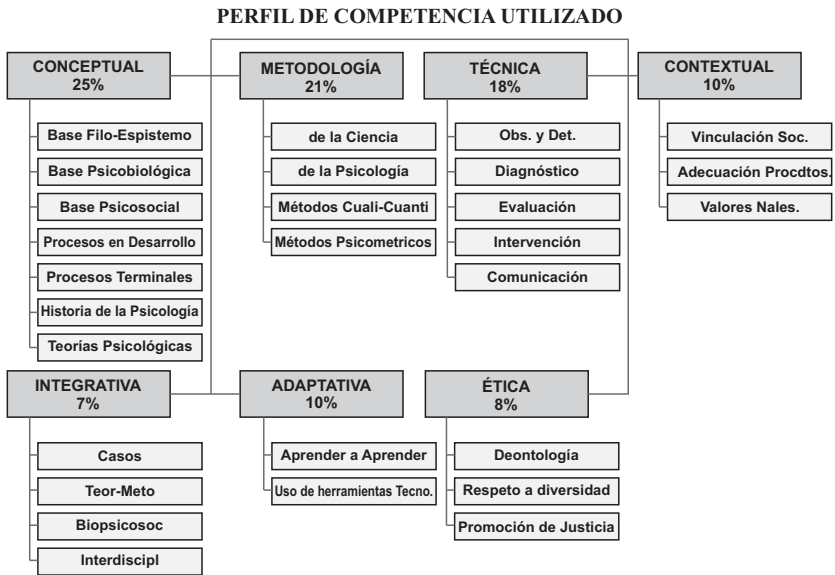 PERFIL DE COMPETENCIA UTILIZADO
CONCEPTUAL
25%
Base Filo-Espistemo
Base Psicobiológica
Base Psicosocial
Procesos en Desarrollo
Procesos Terminales
Historia de la Psicología
Teorías Psicológicas
METODOLOGÍA
21%
de la Ciencia
de la Psicología
Métodos Cuali-Cuanti
Métodos Psicometricos
TÉCNICA
18%
Obs. y Det.
Diagnóstico
Evaluación
Intervención
Comunicación
CONTEXTUAL
10%
Vinculación Soc.
Adecuación Procdtos.
Valores Nales.
INTEGRATIVA
7%
Casos
Teor-Meto
Biopsicosoc
Interdiscipl
ADAPTATIVA
10%
Aprender a Aprender
Uso de herramientas Tecno.
ÉTICA
8%
Deontología
Respeto a diversidad
Promoción de Justicia